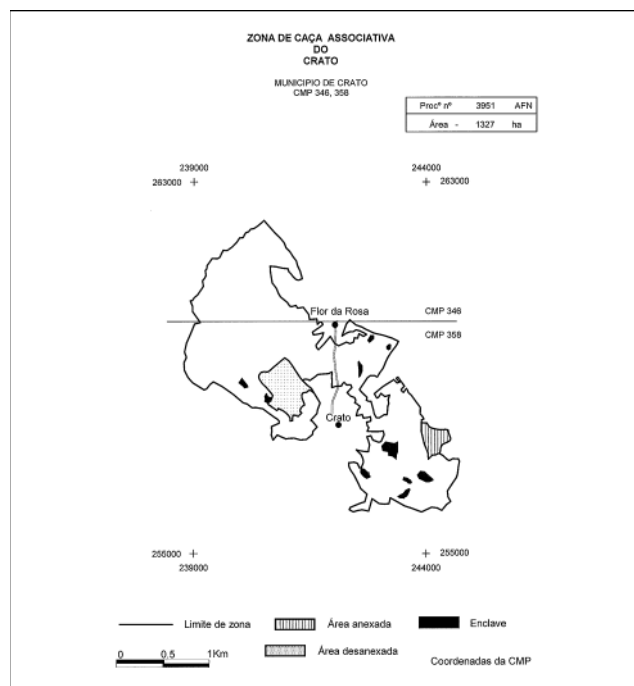 ZONA DE CAÇA ASSOCIATIVA
DO
CRATO
MUNICIPIO DE CRATO
CMP 346, 358
Procº nº 3951 AFN
Área - 1327 ha
239000 244000
263000 263000
Flor da Rosa
CMP 346
CMP 358
Crato
255000 255000
239000 244000
Limite de zona
Área anexada
Enclave
0 0.5 1Km
Área desanexada
Coordenadas da CMP